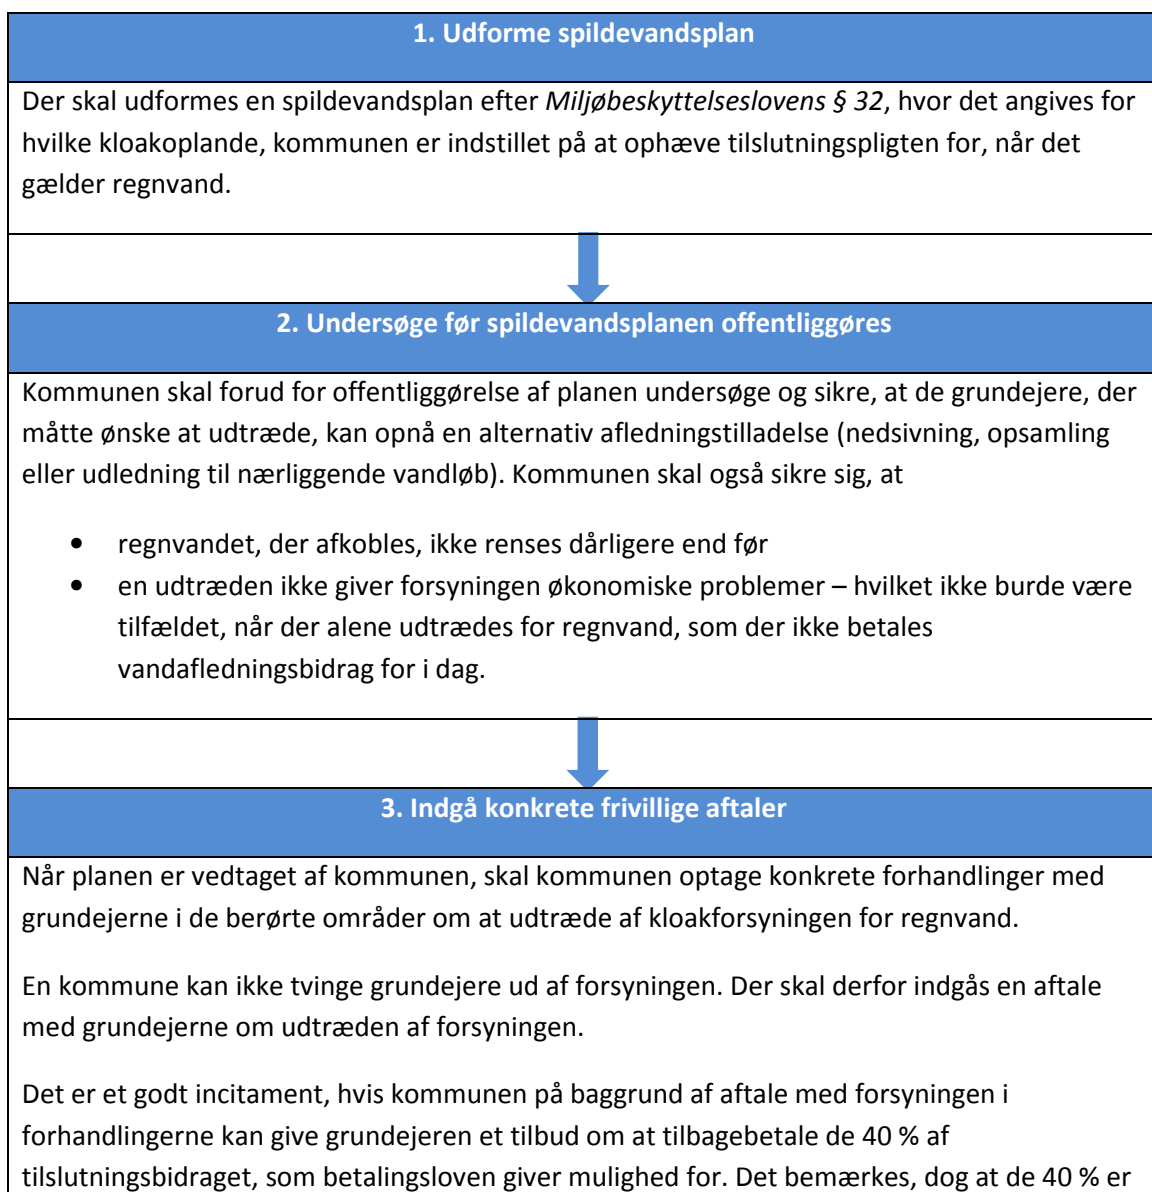 1. Udforme spildevandsplan
Der skal udformes en spildevandsplan efter Miljøbeskyttelseslovens § 32, hvor det angives for
hvilke kloakoplande, kommunen er indstillet på at ophæve tilslutningspligten for, når det
gælder regnvand.
2. Undersøge før spildevandsplanen offentliggøres
Kommunen skal forud for offentliggørelse af planen undersøge og sikre, at de grundejere, der
måtte ønske at udtræde, kan opnå en alternativ afledningstilladelse (nedsivning, opsamling
eller udledning til nærliggende vandløb). Kommunen skal også sikre sig, at
• regnvandet, der afkobles, ikke renses dårligere end før
• en udtræden ikke giver forsyningen økonomiske problemer – hvilket ikke burde være
tilfældet, når der alene udtrædes for regnvand, som der ikke betales
vandafledningsbidrag for i dag.
3. Indgå konkrete frivillige aftaler
Når planen er vedtaget af kommunen, skal kommunen optage konkrete forhandlinger med
grundejerne i de berørte områder om at udtræde af kloakforsyningen for regnvand.
En kommune kan ikke tvinge grundejere ud af forsyningen. Der skal derfor indgås en aftale
med grundejerne om udtræden af forsyningen.
Det er et godt incitament, hvis kommunen på baggrund af aftale med forsyningen i
forhandlingerne kan give grundejeren et tilbud om at tilbagebetale de 40 % af
tilslutningsbidraget, som betalingsloven giver mulighed for. Det bemærkes, dog at de 40 % er